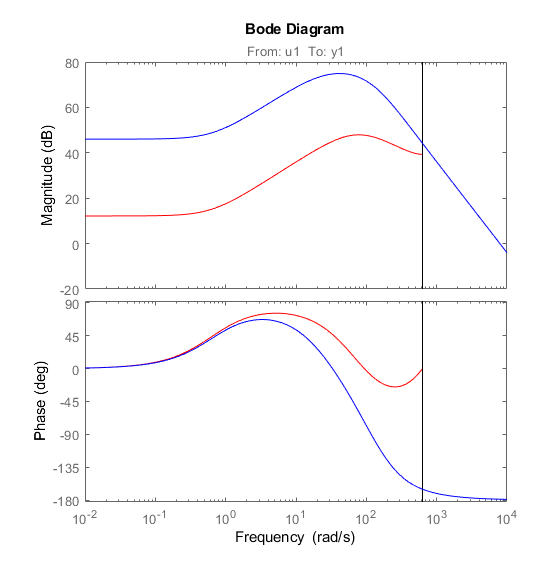 Bode Diagram
From: u1 To: y1
Magnitude (dB)
80
60
40
20
0
-20
Phase (deg)
90
45
0
-45
-90
-135
-180
10^-2 10^-1 10^0 10^1 10^2 10^3 10^4
Frequency (rad/s)